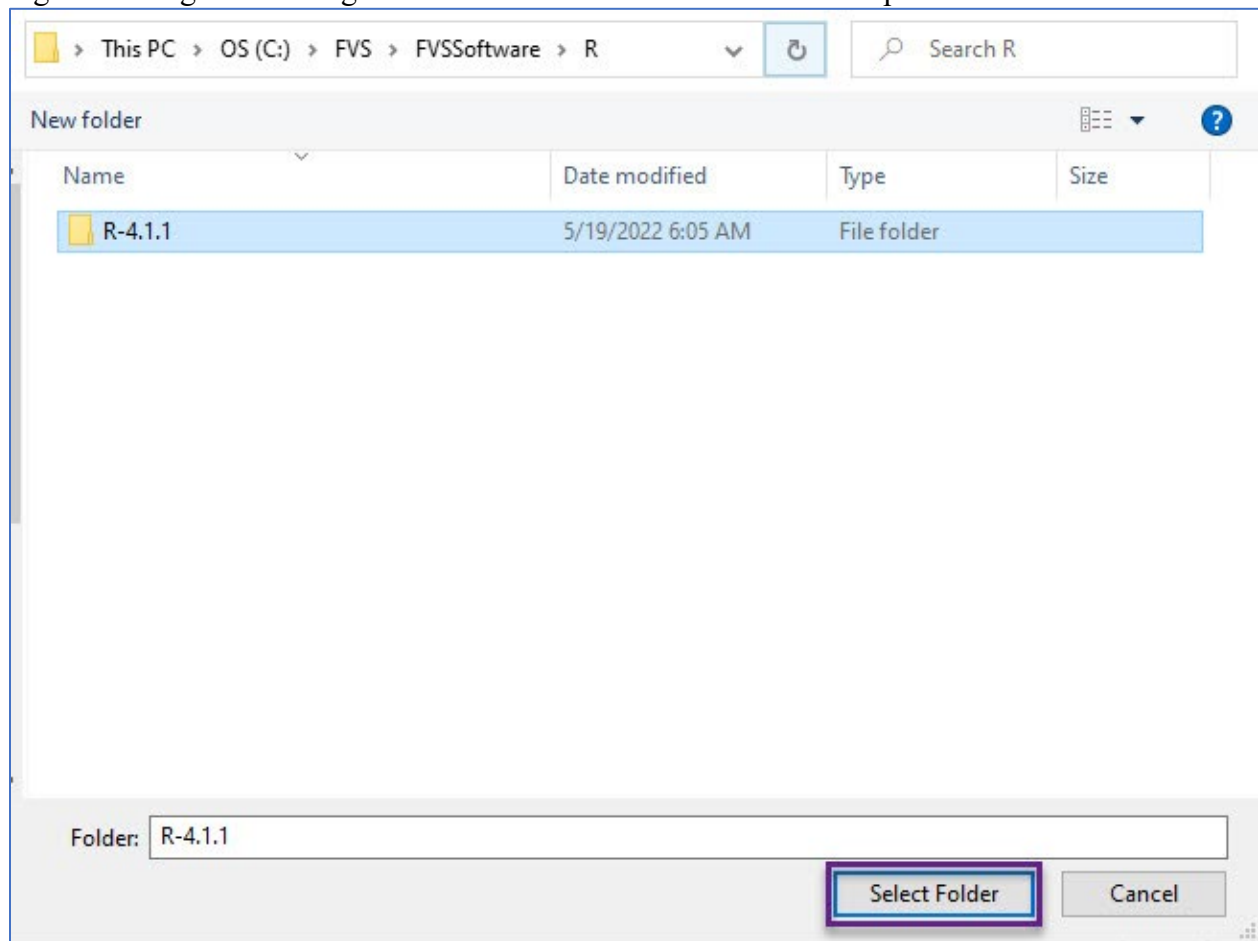 This PC > OS (C:) > FVS > FVSSoftware > R Search R
New folder ?
Name Date modified Type Size
R-4.1.1 5/19/2022 6:05 AM File folder
Folder: R-4.1.1
Select Folder Cancel